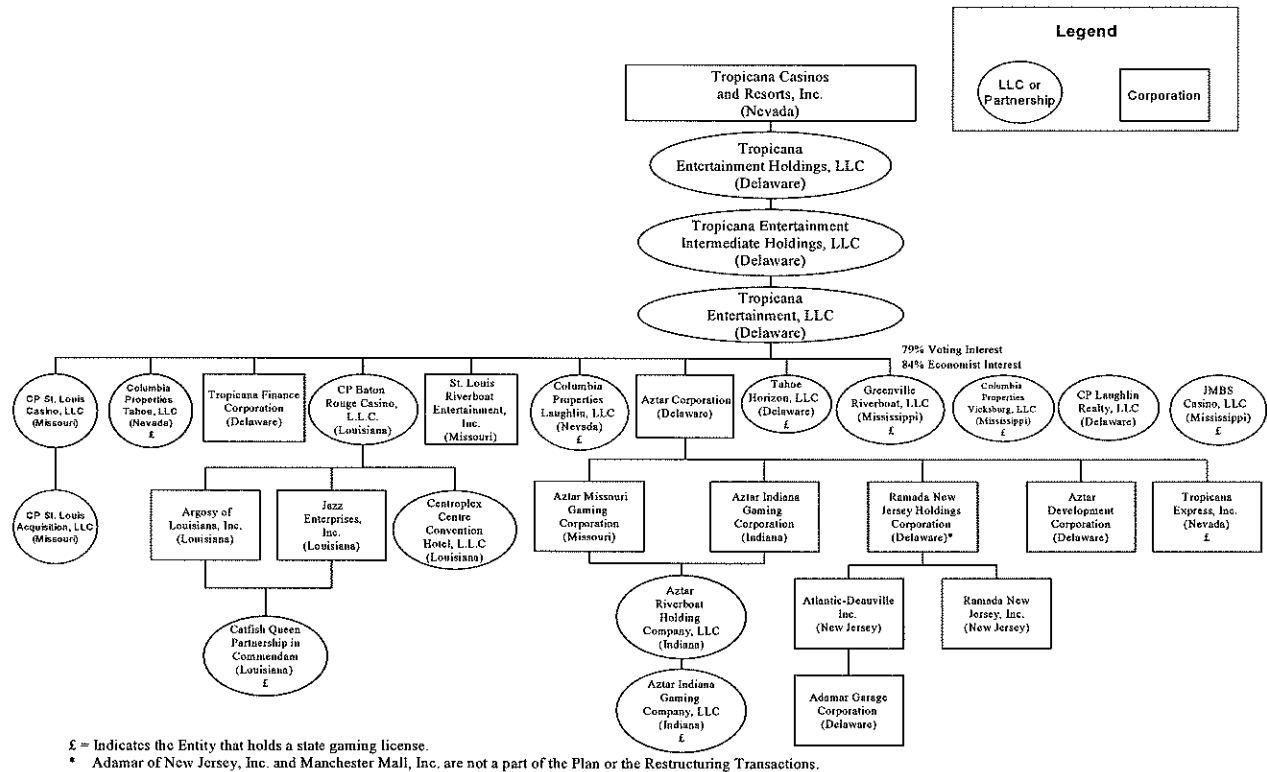 Legend
LLC or
Partnership
Corporation
Tropicana Casinos
and Resorts, Inc.
(Nevada)
Tropicana
Entertainment Holdings, LLC
(Delaware)
Tropicana Entertainment
Intermediate Holdings, LLC
(Delaware)
Tropicana
Entertainment, LLC
(Delaware)
79% Voting Interest
84% Economist Interest
CP St. Louis
Casino, LLC
(Missouri)
Columbia
Properties
Tahoe, LLC
(Nevada)
£
Tropicana Finance
Corporation
(Delaware)
CP Baton
Rouge Casino,
L.L.C.
(Louisiana)
St. Louis
Riverboat
Entertainment,
Inc.
(Missouri)
Columbia
Properties
Laughlin, LLC
(Nevada)
£
Aztar Corporation
(Delaware)
Tahoe
Horizon, LLC
(Delaware)
£
Greenville
Riverboat, LLC
(Mississippi)
£
Columbia
Properties
Vicksburg, LLC
(Mississippi)
£
CP Laughlin
Realty, LLC
(Delaware)
JMBS
Casino, LLC
(Mississippi)
£
CP St. Louis
Acquisition, LLC
(Missouri)
Argosy of
Louisiana, Inc.
(Louisiana)
Jazz
Enterprises,
Inc.
(Louisiana)
Centroplex
Centre
Convention
Hotel, L.L.C
(Louisiana)
Aztar Missouri
Gaming
Corporation
(Missouri)
Aztar Indiana
Gaming
Corporation
(Indiana)
Ramada New
Jersey Holdings
Corporation
(Delaware)*
Aztar
Development
Corporation
(Delaware)
Tropicana
Express, Inc.
(Nevada)
£
Catfish Queen
Partnership in
Commendam
(Louisiana)
£
Aztar
Riverboat
Holding
Company, LLC
(Indiana)
Atlantic-Deauville
Inc.
(New Jersey)
Ramada New
Jersey, Inc.
(New Jersey)
Aztar Indiana
Gaming
Company, LLC
(Indiana)
£
Adamar Garage
Corporation
(Delaware)
£ = Indicates the Entity that holds a state gaming license.
* Adamar of New Jersey, Inc. and Manchester Mall, Inc. are not a part of the Plan or the Restructuring Transactions.